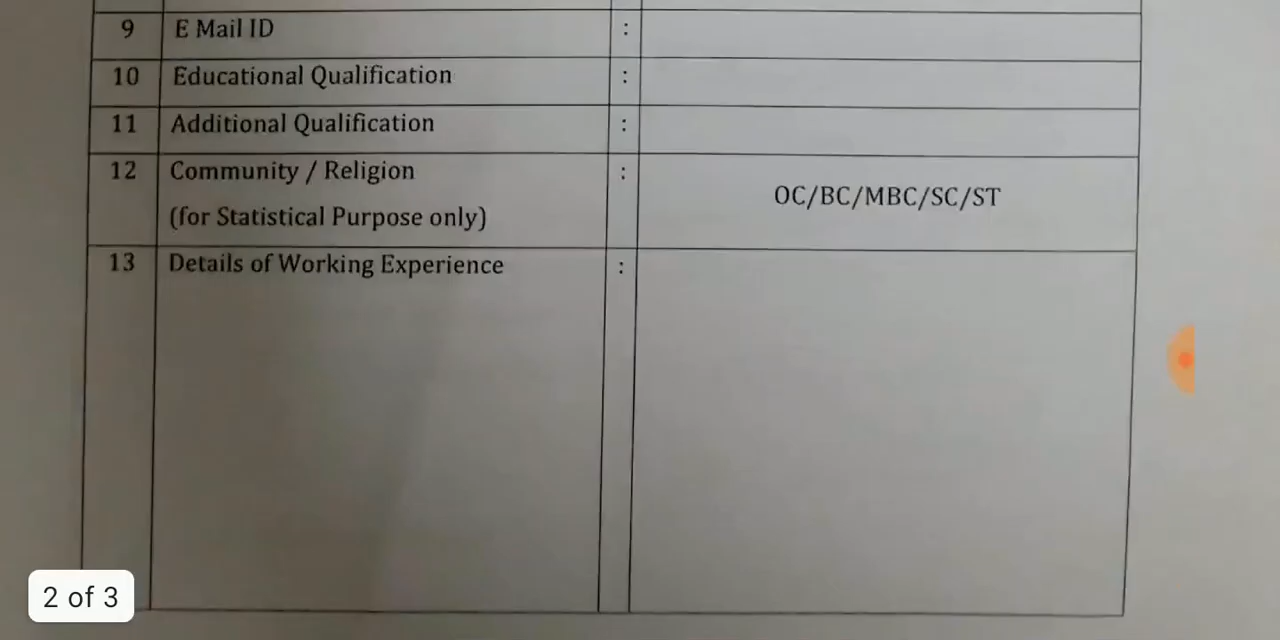 9 E Mail ID :
10 Educational Qualification :
11 Additional Qualification :
12 Community / Religion :
OC/BC/MBC/SC/ST
(for Statistical Purpose only)
13 Details of Working Experience :
2 of 3